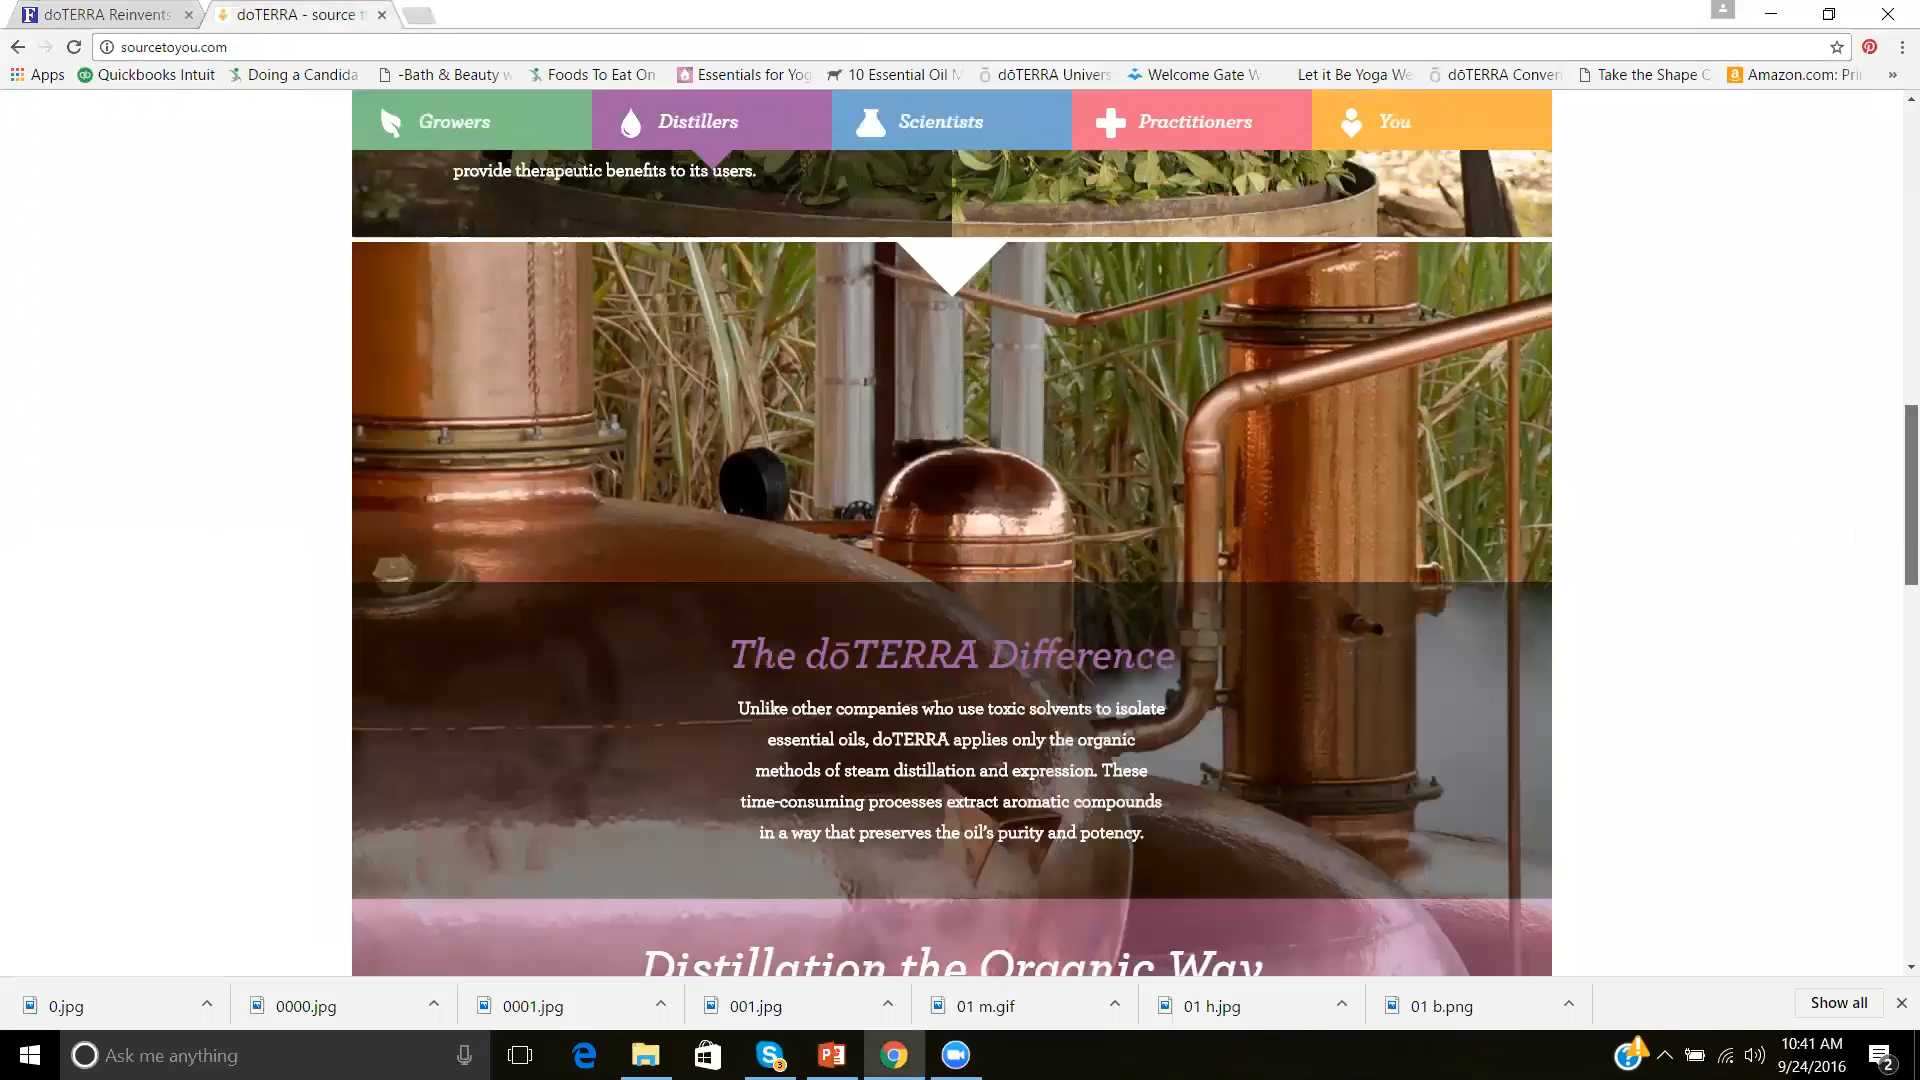 doTERRA Reinvents
doTERRA - source t
sourcetoyou.com
Apps
Quickbooks Intuit
Doing a Candida
-Bath & Beauty w
Foods To Eat On
Essentials for Yog
10 Essential Oil M
dōTERRA Univers
Welcome Gate W
Let it Be Yoga We
dōTERRA Conven
Take the Shape C
Amazon.com: Pri
»
Growers
Distillers
Scientists
Practitioners
You
provide therapeutic benefits to its users.
The dōTERRA Difference
Unlike other companies who use toxic solvents to isolate
essential oils, doTERRA applies only the organic
methods of steam distillation and expression. These
time-consuming processes extract aromatic compounds
in a way that preserves the oil's purity and potency.
Distillation the Organic Way
0.jpg
0000.jpg
0001.jpg
001.jpg
01 m.gif
01 h.jpg
01 b.png
Show all
Ask me anything
3
10:41 AM
9/24/2016
2